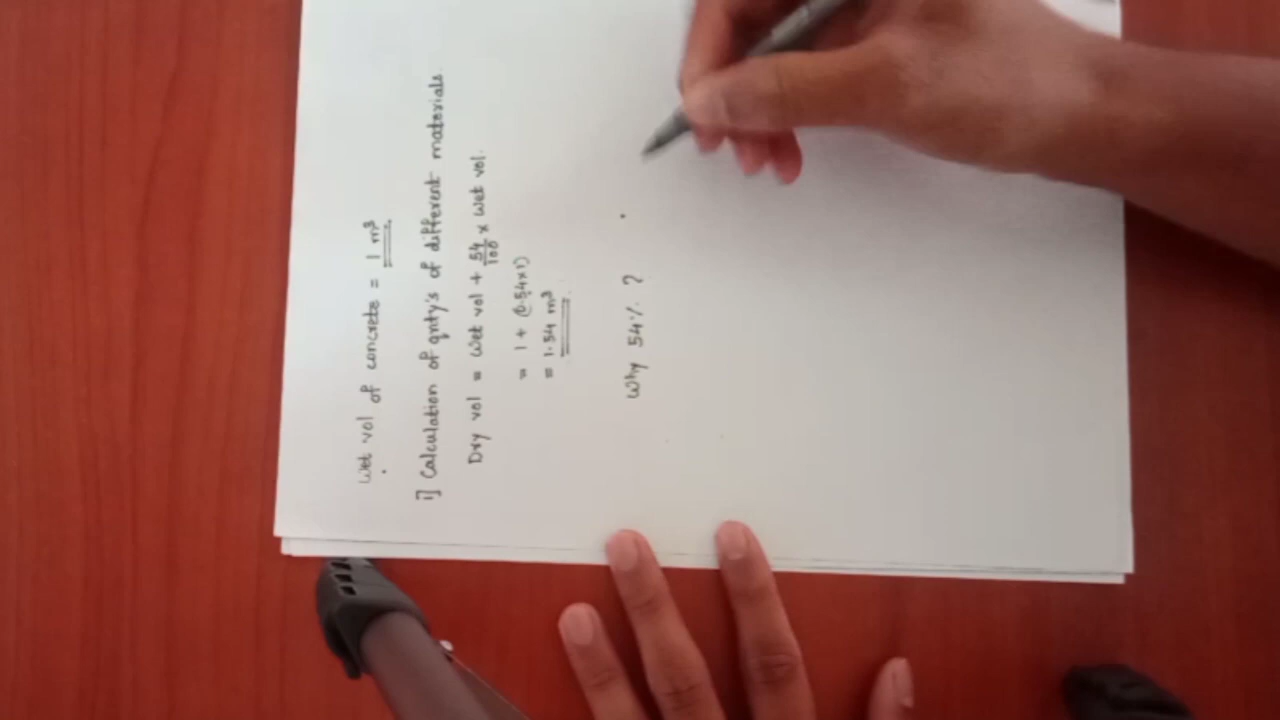 Wet vol of concrete = 1 m³
1] Calculation of qnty's of different materials.
Dry vol = Wet vol + 54/100 x Wet vol.
= 1 + (0.54x1)
= 1.54 m³
Why 54% ?